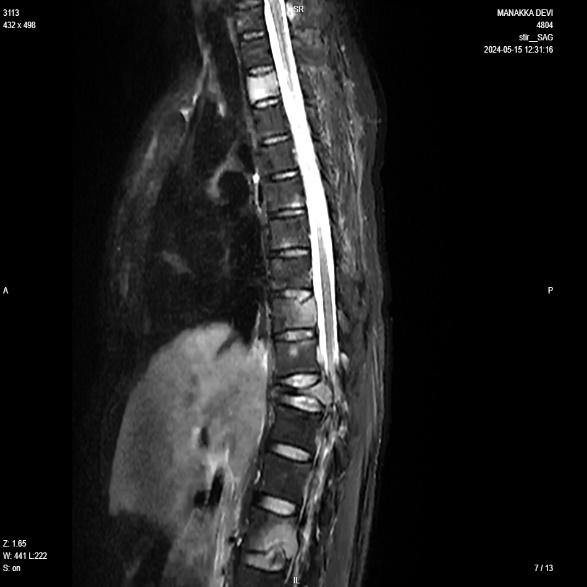 3113
432 x 498
SR
MANAKKA DEVI
4804
stir__SAG
2024-05-15 12:31:16
A
P
Z: 1.65
W: 441 L:222
S: on
IL
7 / 13